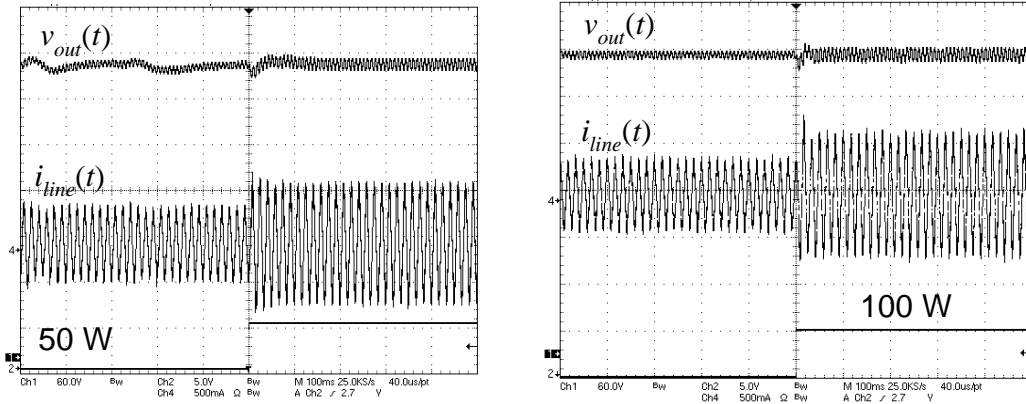 v_out(t)
i_line(t)
4
50 W
1
2
Ch1 60.0V Bw Ch2 5.0V Bw M 100ms 25.0KS/s 40.0us/pt
Ch4 500mA Ω Bw A Ch2 / 2.7 V
v_out(t)
i_line(t)
4
100 W
1
2
Ch1 60.0V Bw Ch2 5.0V Bw M 100ms 25.0KS/s 40.0us/pt
Ch4 500mA Ω Bw A Ch2 / 2.7 V